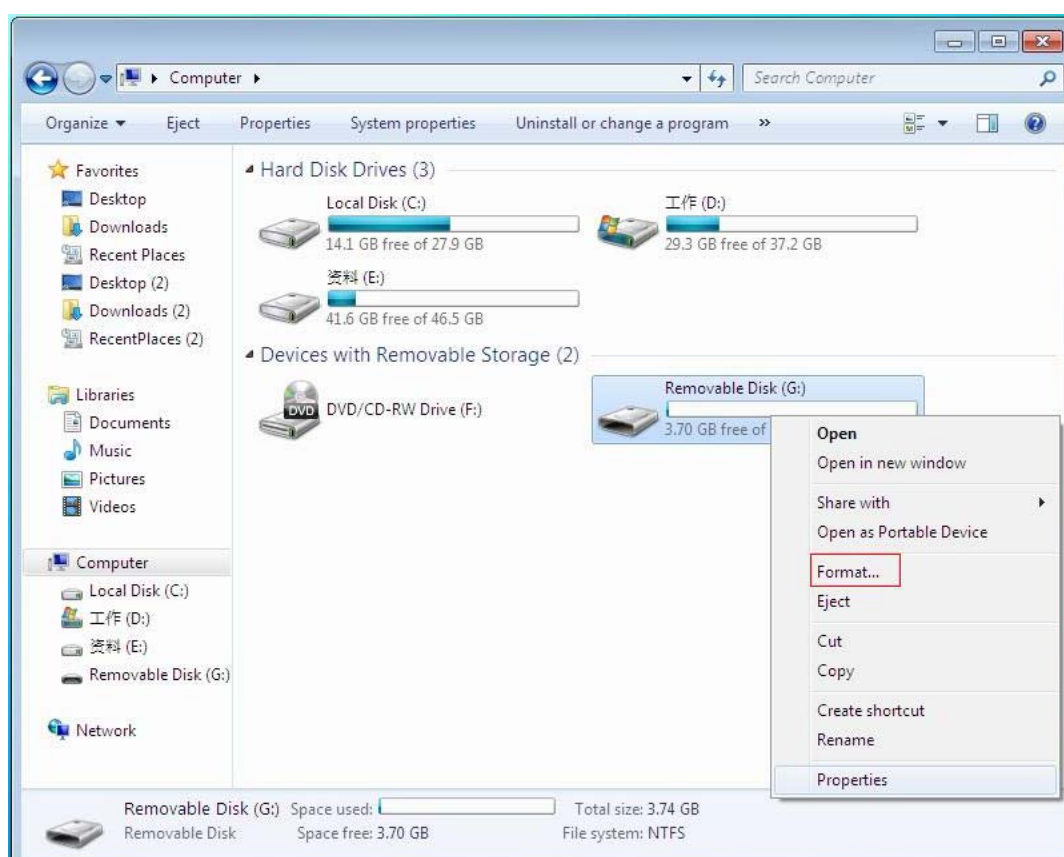 Computer
Search Computer
Organize Eject Properties System properties Uninstall or change a program »
Favorites
Desktop
Downloads
Recent Places
Desktop (2)
Downloads (2)
RecentPlaces (2)
Libraries
Documents
Music
Pictures
Videos
Computer
Local Disk (C:)
工作 (D:)
资料 (E:)
Removable Disk (G:)
Network
Hard Disk Drives (3)
Local Disk (C:)
14.1 GB free of 27.9 GB
工作 (D:)
29.3 GB free of 37.2 GB
资料 (E:)
41.6 GB free of 46.5 GB
Devices with Removable Storage (2)
DVD
DVD/CD-RW Drive (F:)
Removable Disk (G:)
3.70 GB free of
Open
Open in new window
Share with
Open as Portable Device
Format...
Eject
Cut
Copy
Create shortcut
Rename
Properties
Removable Disk (G:) Space used: Total size: 3.74 GB
Removable Disk Space free: 3.70 GB File system: NTFS